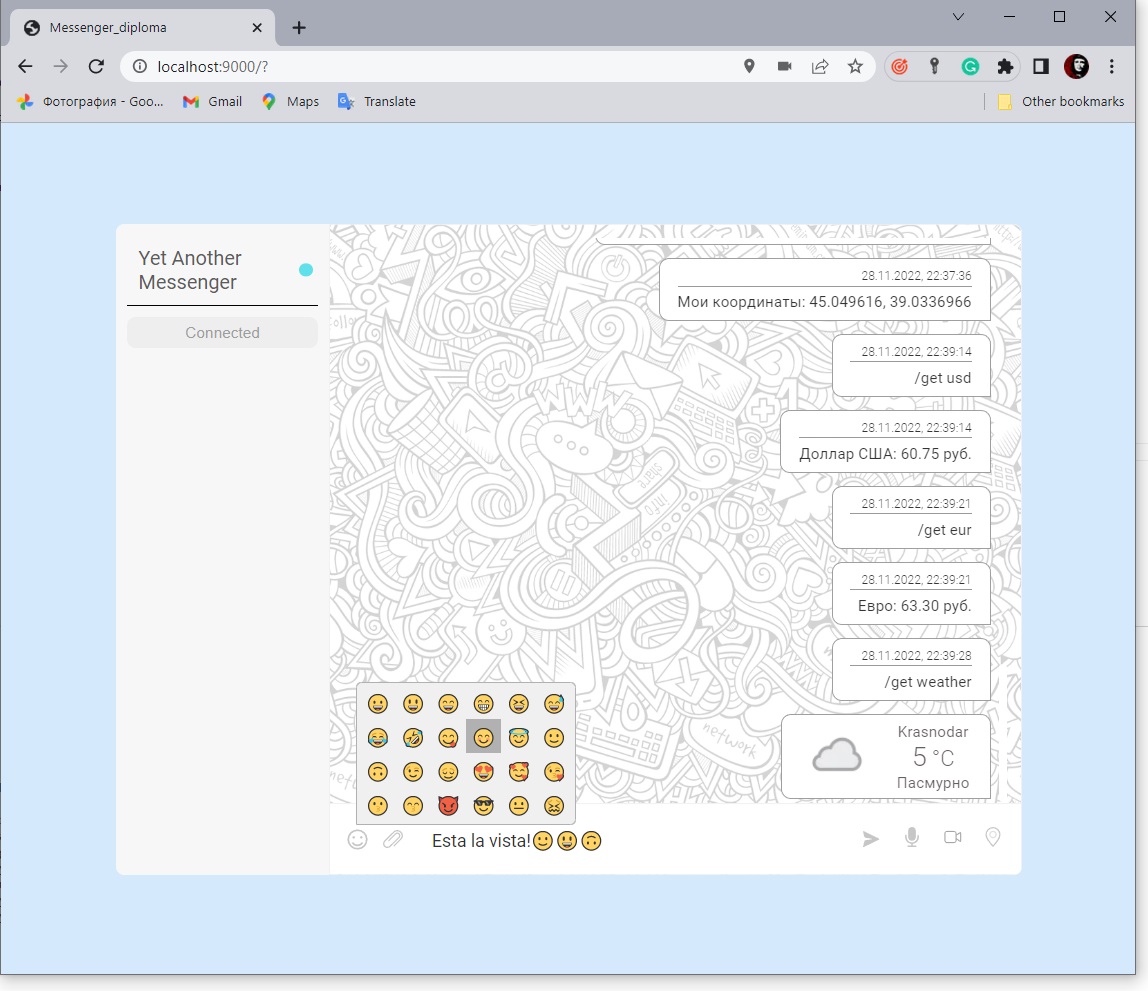 Messenger_diploma
localhost:9000/?
Фотография - Goo...
Gmail
Maps
Translate
Other bookmarks
Yet Another
Messenger
Connected
28.11.2022, 22:37:36
Мои координаты: 45.049616, 39.0336966
28.11.2022, 22:39:14
/get usd
28.11.2022, 22:39:14
Доллар США: 60.75 руб.
28.11.2022, 22:39:21
/get eur
28.11.2022, 22:39:21
Евро: 63.30 руб.
28.11.2022, 22:39:28
/get weather
Krasnodar
5 °C
Пасмурно
Esta la vista!🙂😃🙃
WWW
share
info
network